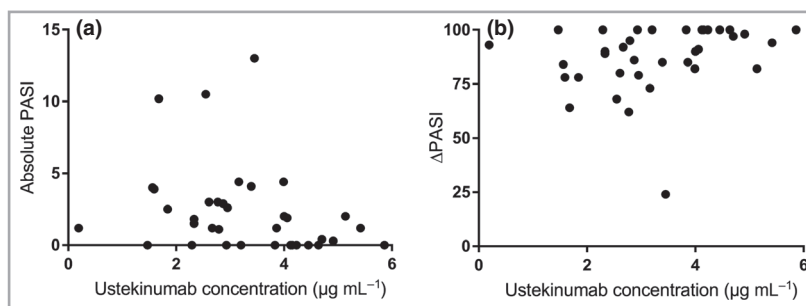 (a)
Absolute PASI
15
10
5
0
0 2 4 6
Ustekinumab concentration (µg mL⁻¹)
(b)
ΔPASI
100
75
50
25
0
0 2 4 6
Ustekinumab concentration (µg mL⁻¹)